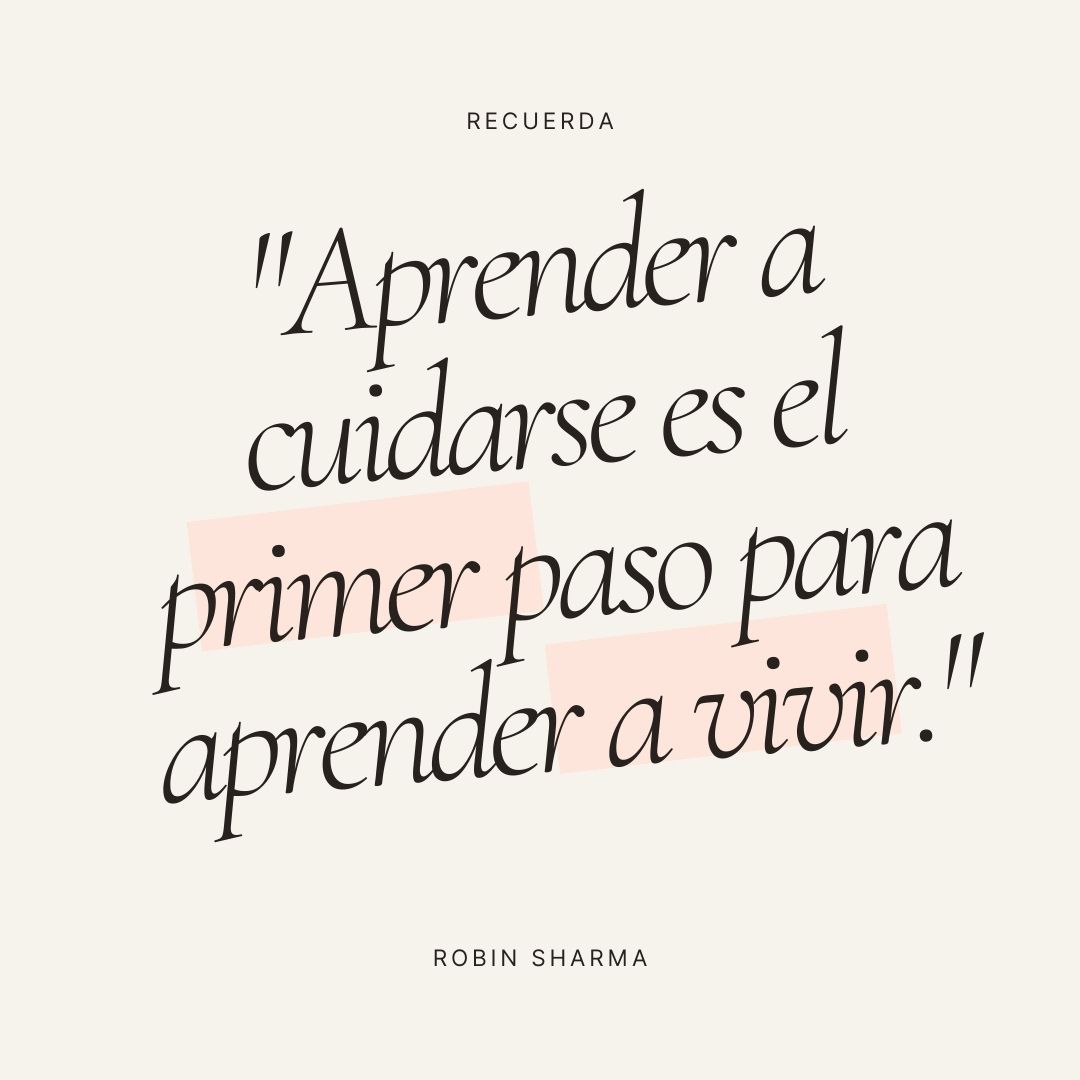 RECUERDA
"Aprender a
cuidarse es el
primer paso para
aprender a vivir."
ROBIN SHARMA